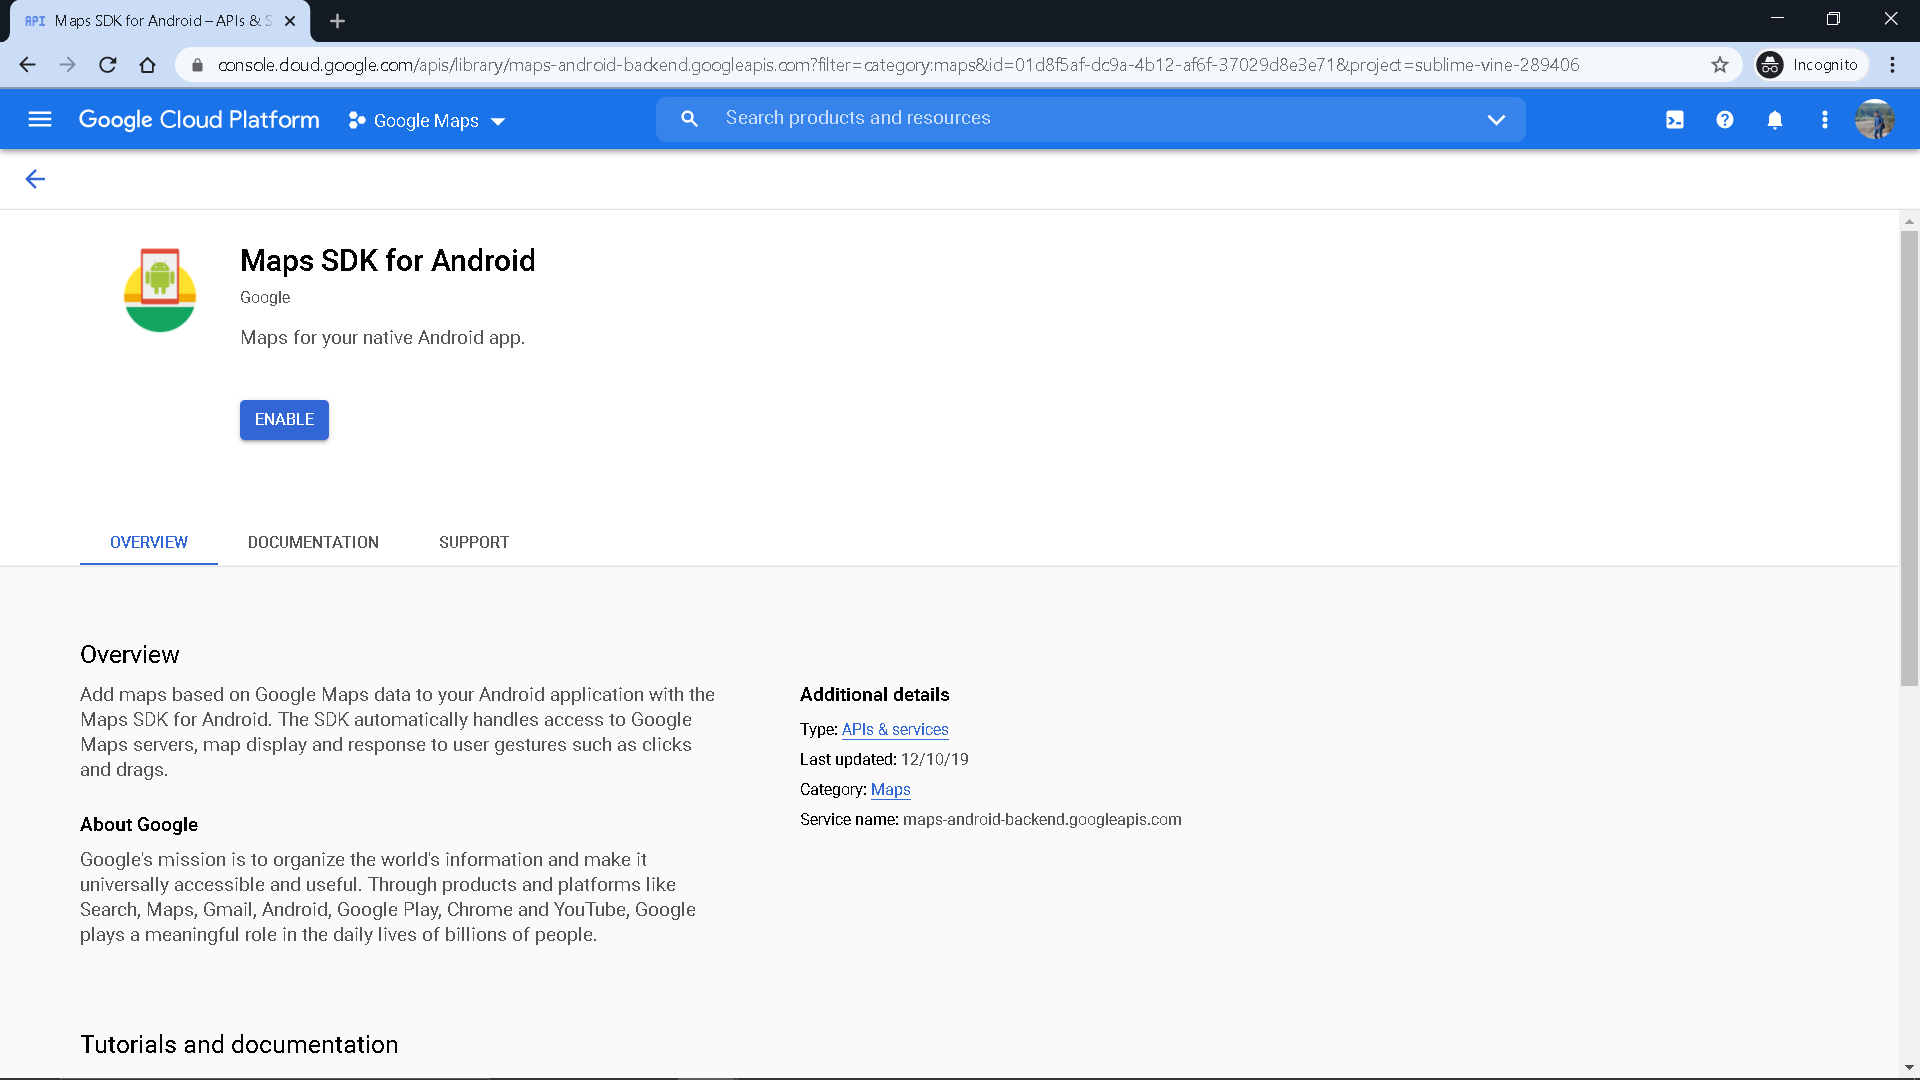 API Maps SDK for Android – APIs & S
console.cloud.google.com/apis/library/maps-android-backend.googleapis.com?filter=category:maps&id=01d8f5af-dc9a-4b12-af6f-37029d8e3e71&project=sublime-vine-289406
Incognito
Google Cloud Platform
Google Maps
Search products and resources
Maps SDK for Android
Google
Maps for your native Android app.
ENABLE
OVERVIEW
DOCUMENTATION
SUPPORT
Overview
Add maps based on Google Maps data to your Android application with the
Maps SDK for Android. The SDK automatically handles access to Google
Maps servers, map display and response to user gestures such as clicks
and drags.
About Google
Google's mission is to organize the world's information and make it
universally accessible and useful. Through products and platforms like
Search, Maps, Gmail, Android, Google Play, Chrome and YouTube, Google
plays a meaningful role in the daily lives of billions of people.
Additional details
Type: APIs & services
Last updated: 12/10/19
Category: Maps
Service name: maps-android-backend.googleapis.com
Tutorials and documentation